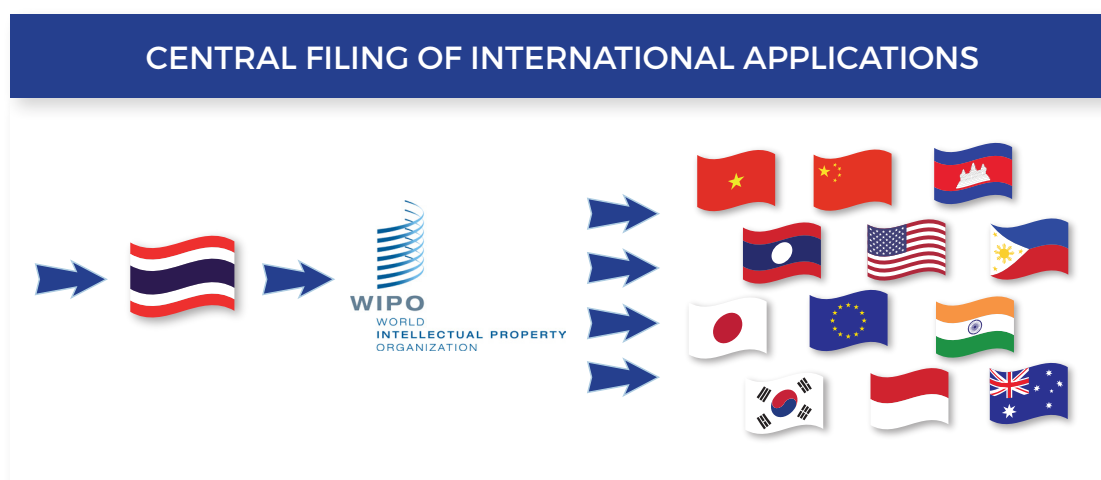 CENTRAL FILING OF INTERNATIONAL APPLICATIONS
WIPO
WORLD
INTELLECTUAL PROPERTY
ORGANIZATION